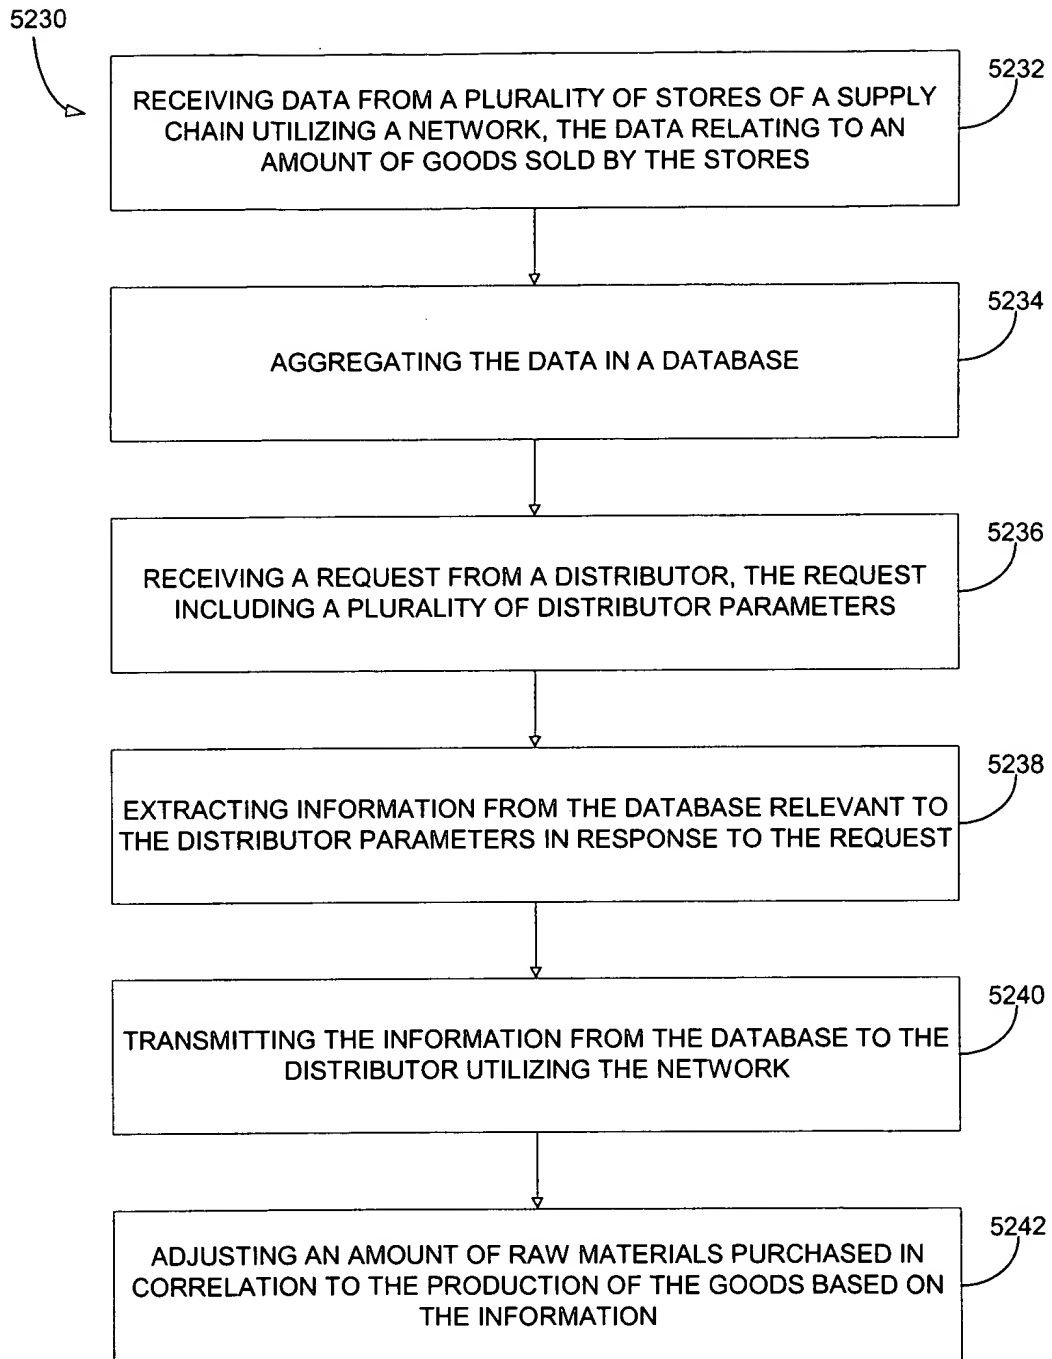 5230
5232
RECEIVING DATA FROM A PLURALITY OF STORES OF A SUPPLY
CHAIN UTILIZING A NETWORK, THE DATA RELATING TO AN
AMOUNT OF GOODS SOLD BY THE STORES
5234
AGGREGATING THE DATA IN A DATABASE
5236
RECEIVING A REQUEST FROM A DISTRIBUTOR, THE REQUEST
INCLUDING A PLURALITY OF DISTRIBUTOR PARAMETERS
5238
EXTRACTING INFORMATION FROM THE DATABASE RELEVANT TO
THE DISTRIBUTOR PARAMETERS IN RESPONSE TO THE REQUEST
5240
TRANSMITTING THE INFORMATION FROM THE DATABASE TO THE
DISTRIBUTOR UTILIZING THE NETWORK
5242
ADJUSTING AN AMOUNT OF RAW MATERIALS PURCHASED IN
CORRELATION TO THE PRODUCTION OF THE GOODS BASED ON
THE INFORMATION